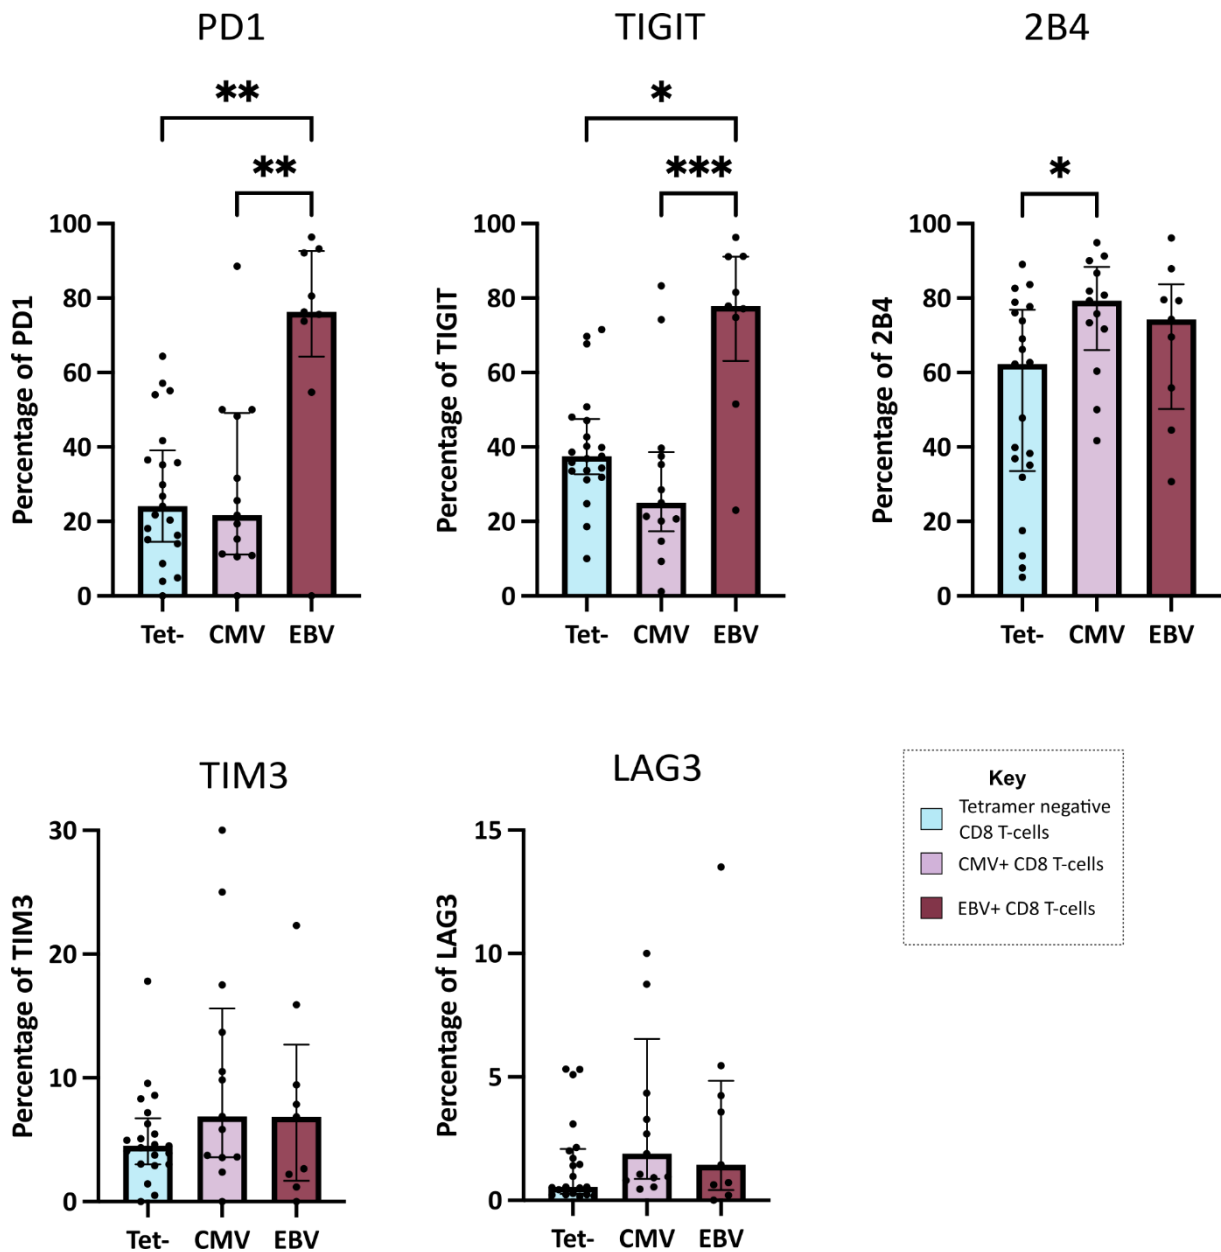 PD1
TIGIT
2B4
**
*
**
***
*
Percentage of PD1
100
80
60
40
20
0
Tet-
CMV
EBV
Percentage of TIGIT
100
80
60
40
20
0
Tet-
CMV
EBV
Percentage of 2B4
100
80
60
40
20
0
Tet-
CMV
EBV
TIM3
LAG3
Percentage of TIM3
30
20
10
0
Tet-
CMV
EBV
Percentage of LAG3
15
10
5
0
Tet-
CMV
EBV
Key
Tetramer negative
CD8 T-cells
CMV+ CD8 T-cells
EBV+ CD8 T-cells